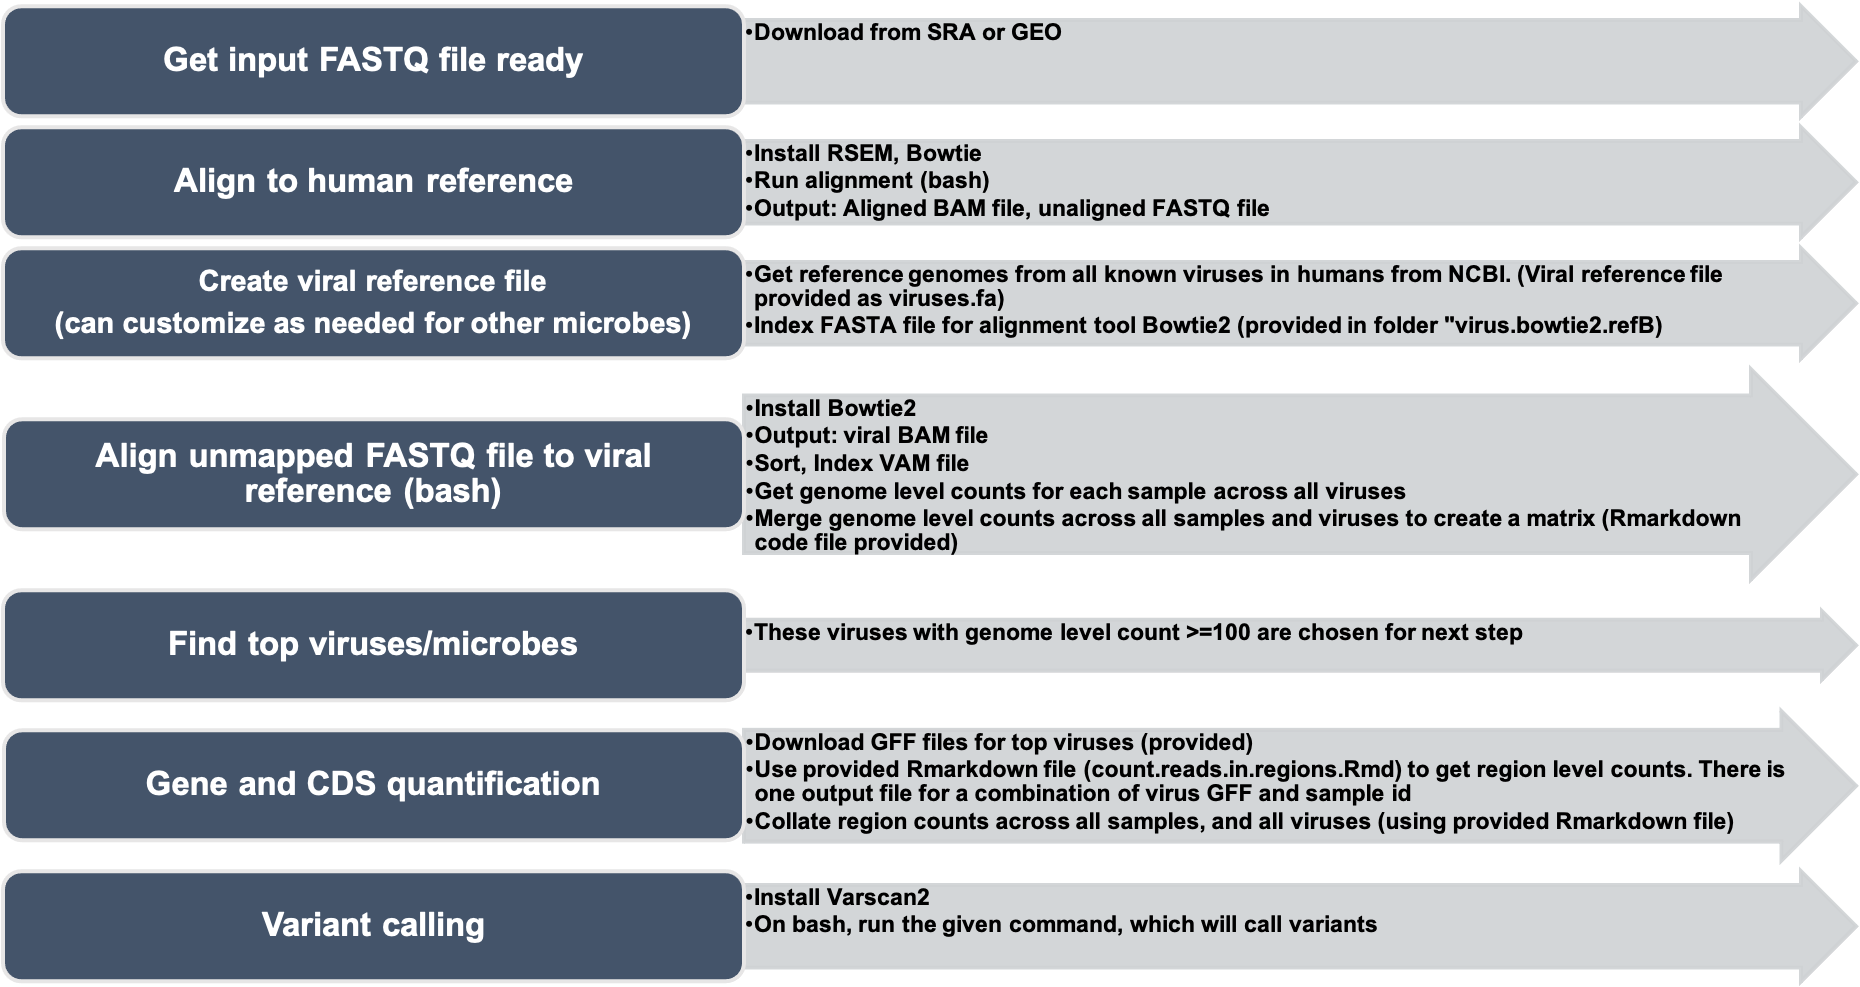 Get input FASTQ file ready
•Download from SRA or GEO
Align to human reference
•Install RSEM, Bowtie
•Run alignment (bash)
•Output: Aligned BAM file, unaligned FASTQ file
Create viral reference file
(can customize as needed for other microbes)
•Get reference genomes from all known viruses in humans from NCBI. (Viral reference file
provided as viruses.fa)
•Index FASTA file for alignment tool Bowtie2 (provided in folder "virus.bowtie2.refB)
Align unmapped FASTQ file to viral
reference (bash)
•Install Bowtie2
•Output: viral BAM file
•Sort, Index VAM file
•Get genome level counts for each sample across all viruses
•Merge genome level counts across all samples and viruses to create a matrix (Rmarkdown
code file provided)
Find top viruses/microbes
•These viruses with genome level count >=100 are chosen for next step
Gene and CDS quantification
•Download GFF files for top viruses (provided)
•Use provided Rmarkdown file (count.reads.in.regions.Rmd) to get region level counts. There is
one output file for a combination of virus GFF and sample id
•Collate region counts across all samples, and all viruses (using provided Rmarkdown file)
Variant calling
•Install Varscan2
•On bash, run the given command, which will call variants